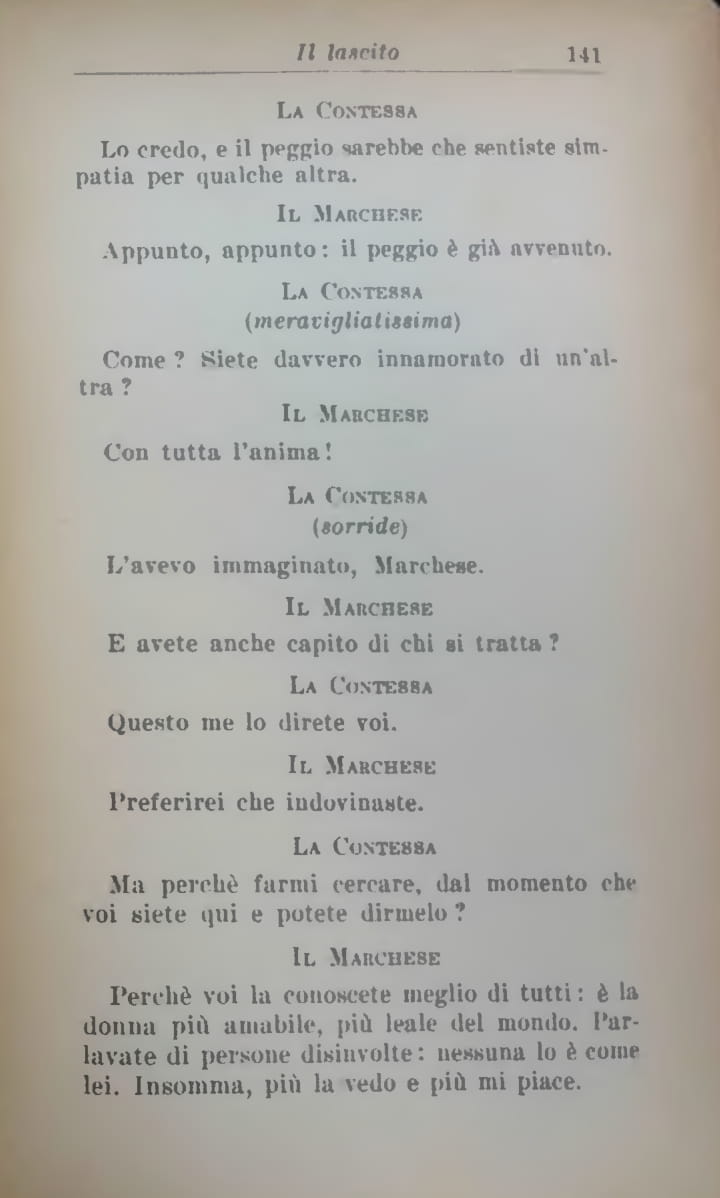 Il lascito 141
La Contessa
Lo credo, e il peggio sarebbe che sentiste sim-
patia per qualche altra.
Il Marchese
Appunto, appunto: il peggio è già avvenuto.
La Contessa
(meravigliatissima)
Come? Siete davvero innamorato di un'al-
tra?
Il Marchese
Con tutta l'anima!
La Contessa
(sorride)
L'avevo immaginato, Marchese.
Il Marchese
E avete anche capito di chi si tratta?
La Contessa
Questo me lo direte voi.
Il Marchese
Preferirei che indovinaste.
La Contessa
Ma perchè farmi cercare, dal momento che
voi siete qui e potete dirmelo?
Il Marchese
Perchè voi la conoscete meglio di tutti: è la
donna più amabile, più leale del mondo. Par-
lavate di persone disinvolte: nessuna lo è come
lei. Insomma, più la vedo e più mi piace.